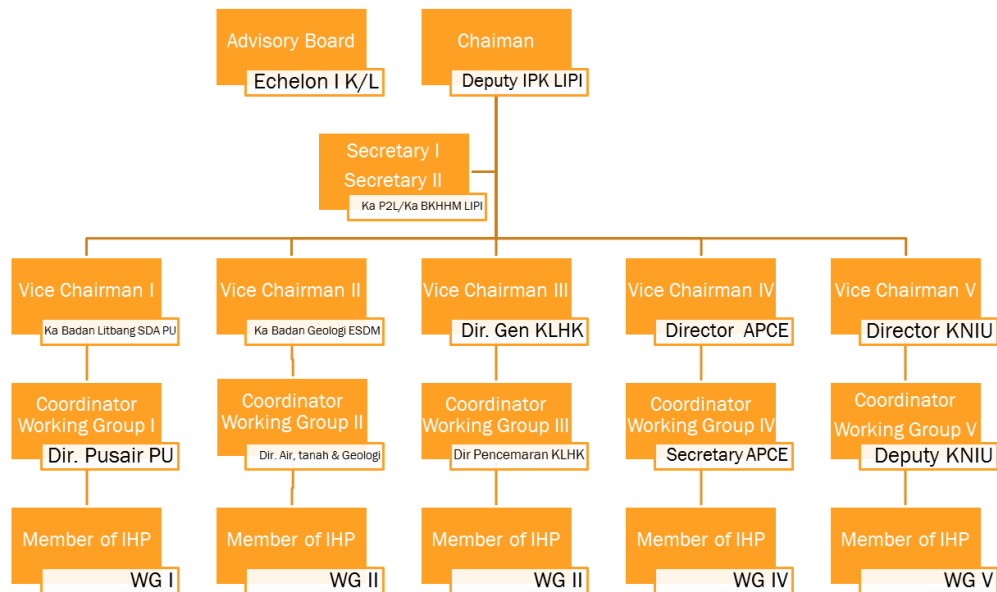 Advisory Board
Echelon I K/L
Chaiman
Deputy IPK LIPI
Secretary I
Secretary II
Ka P2L/Ka BKHHM LIPI
Vice Chairman I
Ka Badan Litbang SDA PU
Vice Chairman II
Ka Badan Geologi ESDM
Vice Chairman III
Dir. Gen KLHK
Vice Chairman IV
Director APCE
Vice Chairman V
Director KNIU
Coordinator
Working Group I
Dir. Pusair PU
Coordinator
Working Group II
Dir. Air, tanah & Geologi
Coordinator
Working Group III
Dir Pencemaran KLHK
Coordinator
Working Group IV
Secretary APCE
Coordinator
Working Group V
Deputy KNIU
Member of IHP
WG I
Member of IHP
WG II
Member of IHP
WG II
Member of IHP
WG IV
Member of IHP
WG V